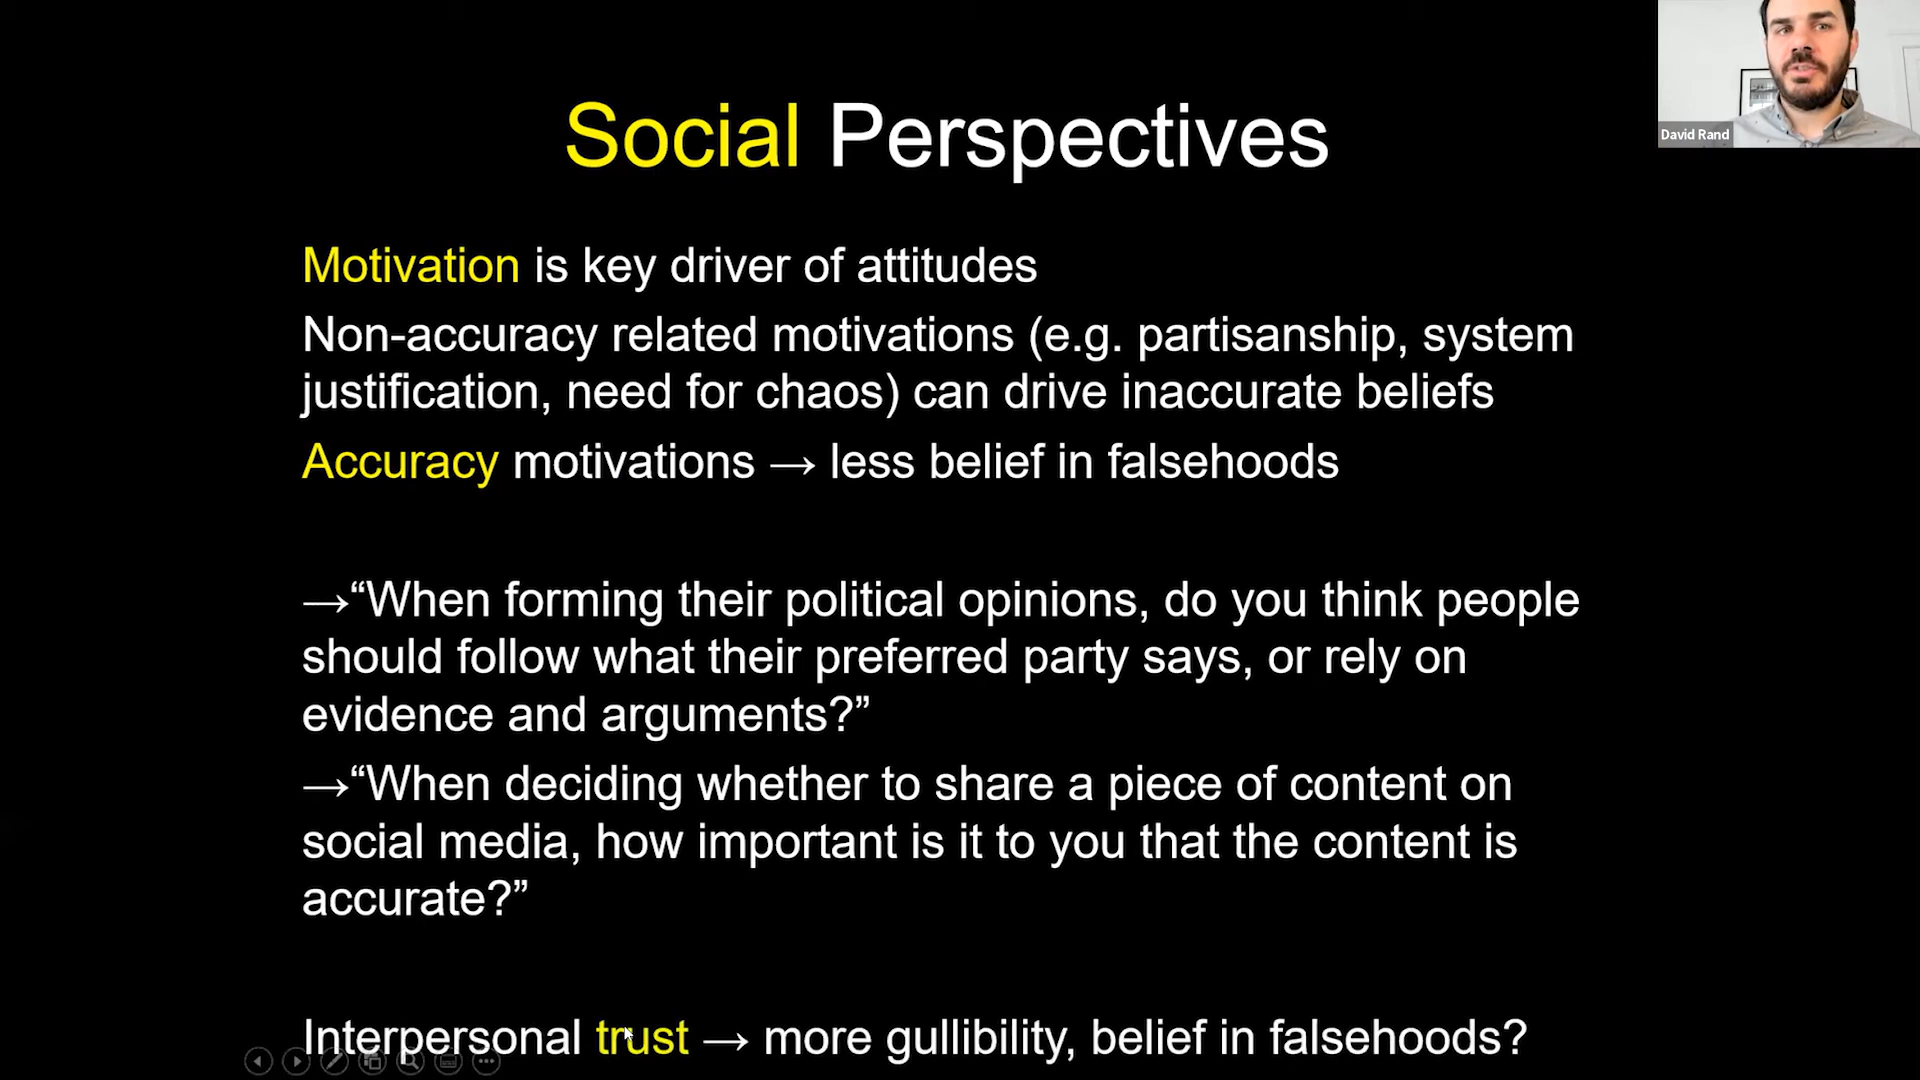 David Rand
Social Perspectives
Motivation is key driver of attitudes
Non-accuracy related motivations (e.g. partisanship, system
justification, need for chaos) can drive inaccurate beliefs
Accuracy motivations → less belief in falsehoods
→“When forming their political opinions, do you think people
should follow what their preferred party says, or rely on
evidence and arguments?”
→“When deciding whether to share a piece of content on
social media, how important is it to you that the content is
accurate?”
Interpersonal trust → more gullibility, belief in falsehoods?